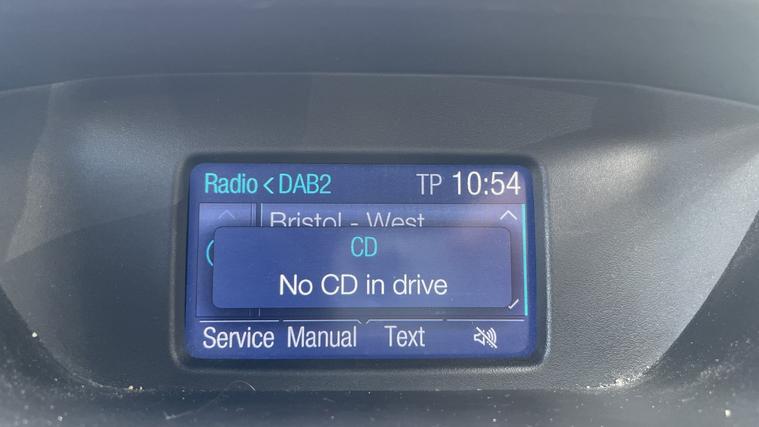 Radio < DAB2 TP 10:54
Bristol - West
CD
No CD in drive
Service Manual Text